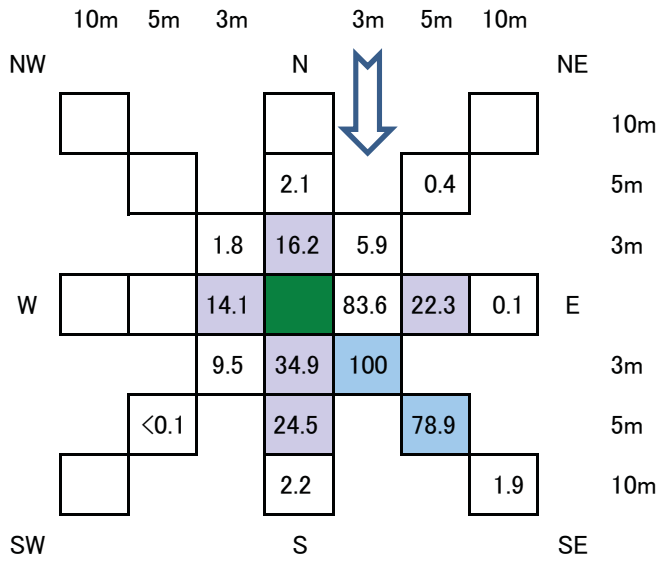 10m 5m 3m 3m 5m 10m
NW N NE
10m
2.1 0.4 5m
1.8 16.2 5.9 3m
W 14.1 83.6 22.3 0.1 E
9.5 34.9 100 3m
<0.1 24.5 78.9 5m
2.2 1.9 10m
SW S SE